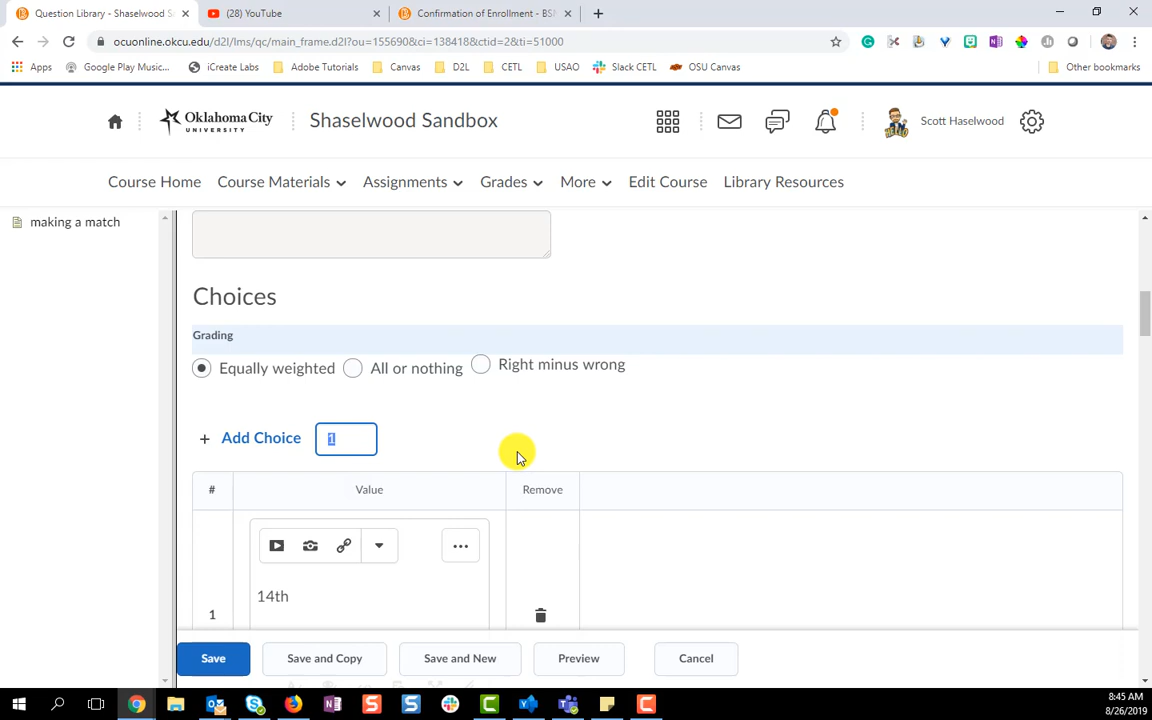 Question Library - Shaselwood Sa
(28) YouTube
Confirmation of Enrollment - BSN
ocuonline.okcu.edu/d2l/lms/qc/main_frame.d2l?ou=155690&ci=138418&ctid=2&ti=51000
Apps
Google Play Music...
iCreate Labs
Adobe Tutorials
Canvas
D2L
CETL
USAO
Slack CETL
OSU Canvas
Other bookmarks
Oklahoma City
UNIVERSITY
Shaselwood Sandbox
HELLO
Scott Haselwood
Course Home
Course Materials
Assignments
Grades
More
Edit Course
Library Resources
making a match
Choices
Grading
Equally weighted
All or nothing
Right minus wrong
+ Add Choice
1
#
Value
Remove
14th
1
Save
Save and Copy
Save and New
Preview
Cancel
8:45 AM
8/26/2019